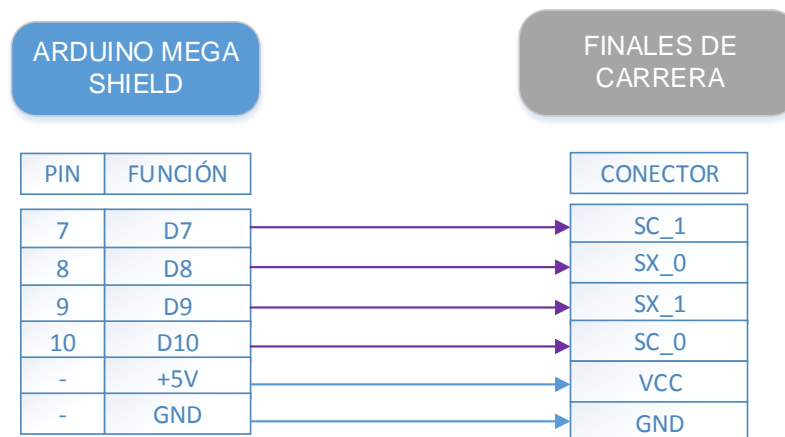 ARDUINO MEGA
SHIELD
FINALES DE
CARRERA
PIN FUNCIÓN CONECTOR
7 D7 SC_1
8 D8 SX_0
9 D9 SX_1
10 D10 SC_0
- +5V VCC
- GND GND